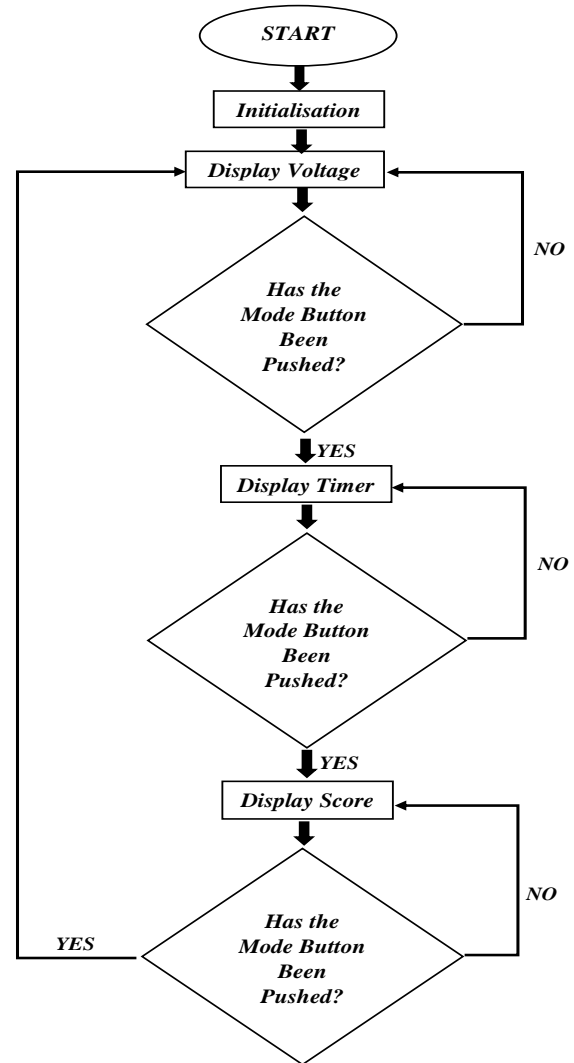 START
Initialisation
Display Voltage
NO
Has the
Mode Button
Been
Pushed?
YES
Display Timer
NO
Has the
Mode Button
Been
Pushed?
YES
Display Score
NO
Has the
Mode Button
Been
Pushed?
YES